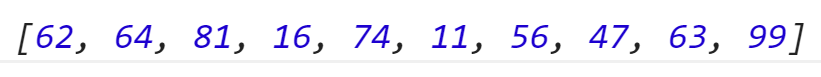 [62, 64, 81, 16, 74, 11, 56, 47, 63, 99]